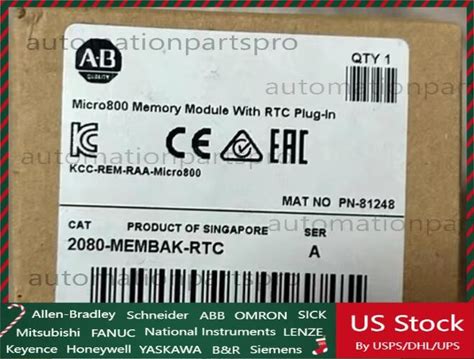 automationpartspro
A-B
QUALITY
QTY 1
Micro800 Memory Module With RTC Plug-In
CE
EAC
KCC-REM-RAA-Micro800
MAT NO PN-81248
automationpartspro
CAT PRODUCT OF SINGAPORE SER
2080-MEMBAK-RTC A
Allen-Bradley Schneider ABB OMRON SICK
Mitsubishi FANUC National Instruments LENZE
Keyence Honeywell YASKAWA B&R Siemens
US Stock
By USPS/DHL/UPS